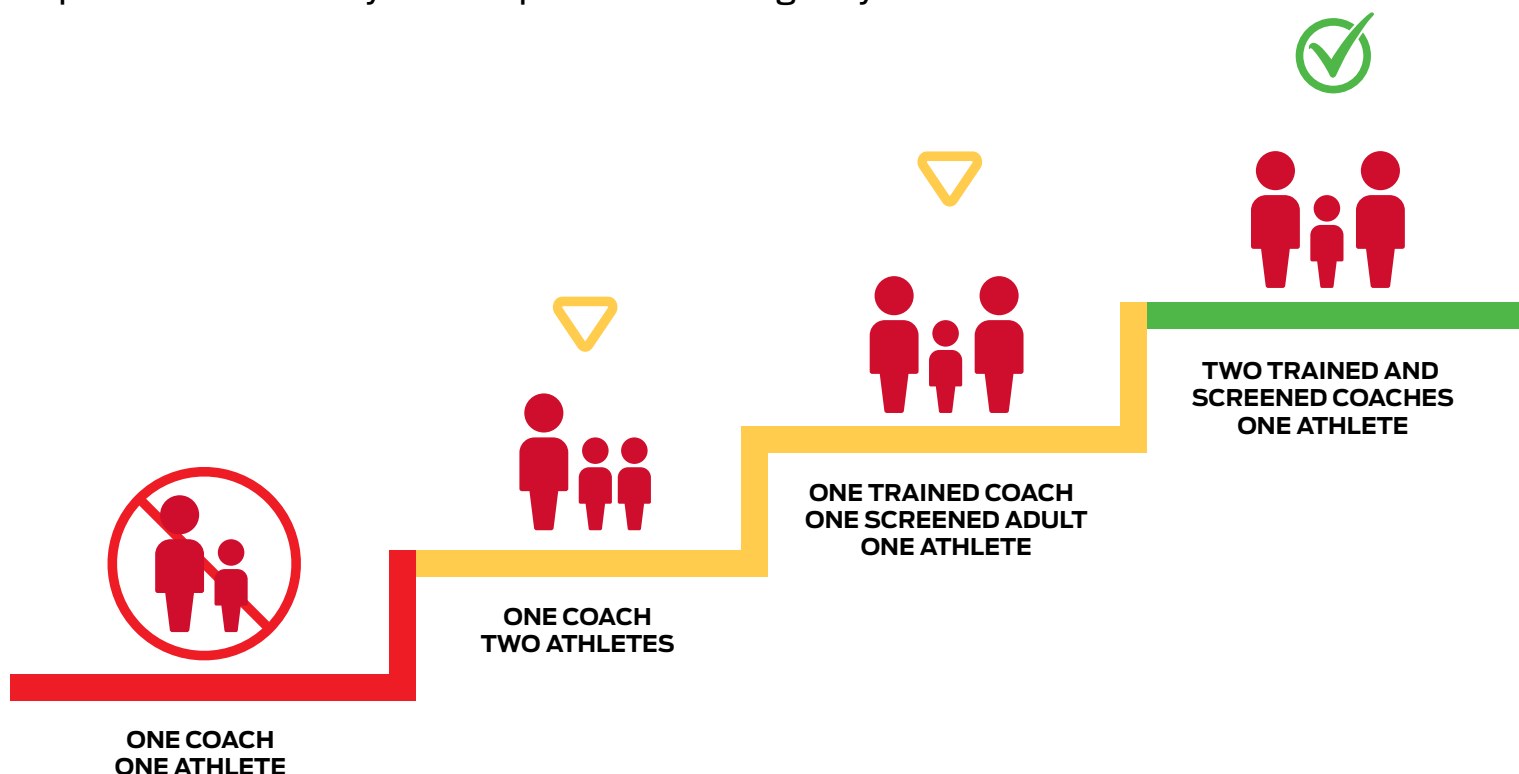 ONE COACH
ONE ATHLETE
ONE COACH
TWO ATHLETES
ONE TRAINED COACH
ONE SCREENED ADULT
ONE ATHLETE
TWO TRAINED AND
SCREENED COACHES
ONE ATHLETE